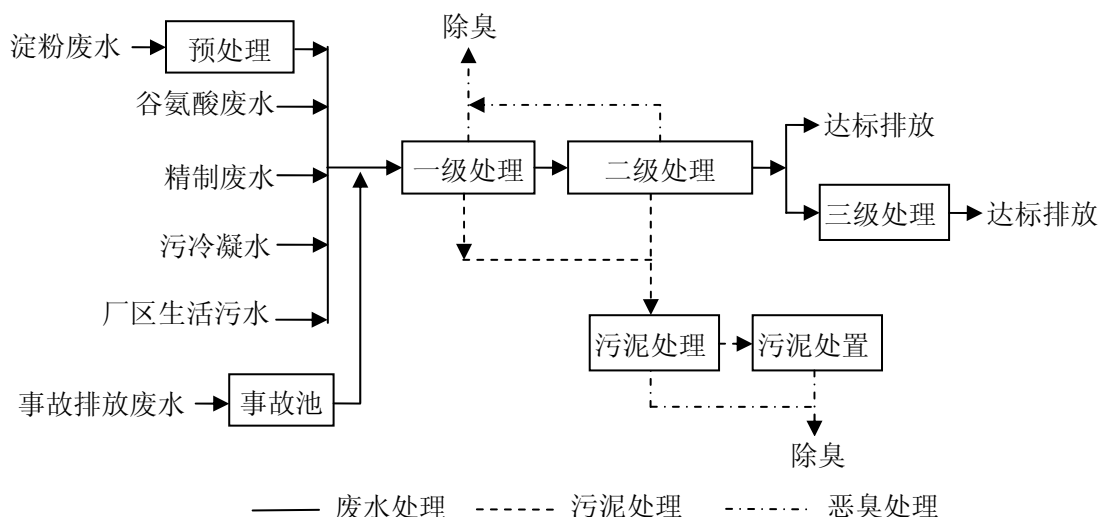 除臭
淀粉废水
预处理
谷氨酸废水
达标排放
精制废水
一级处理
二级处理
三级处理
达标排放
污冷凝水
厂区生活污水
污泥处理
污泥处置
事故排放废水
事故池
除臭
废水处理
污泥处理
恶臭处理